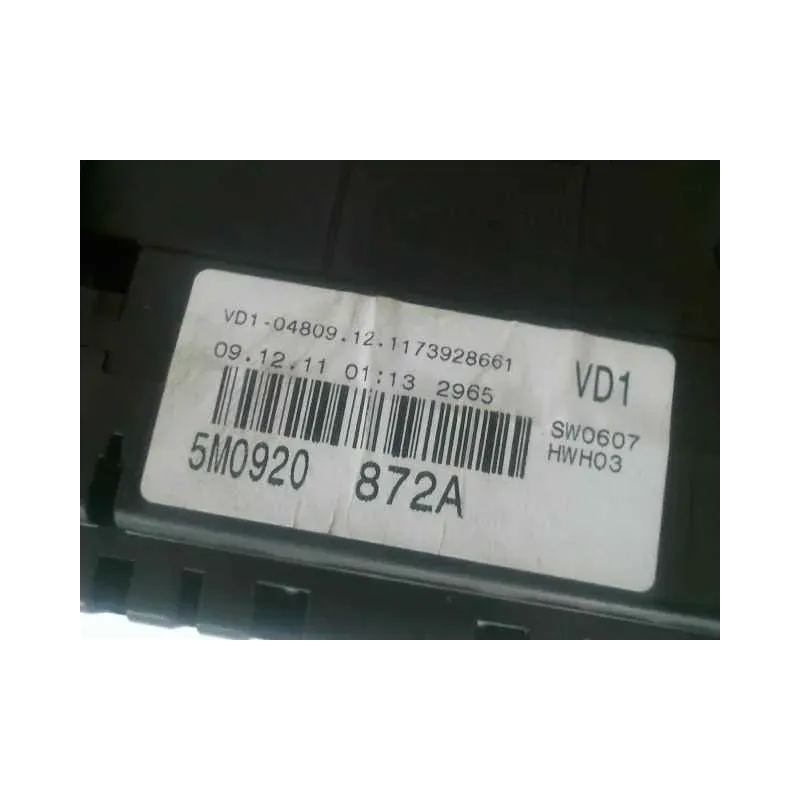 VD1-04809.12.1173928661
09.12.11 01:13 2965
VD1
SW0607
HWH03
5M0920 872A